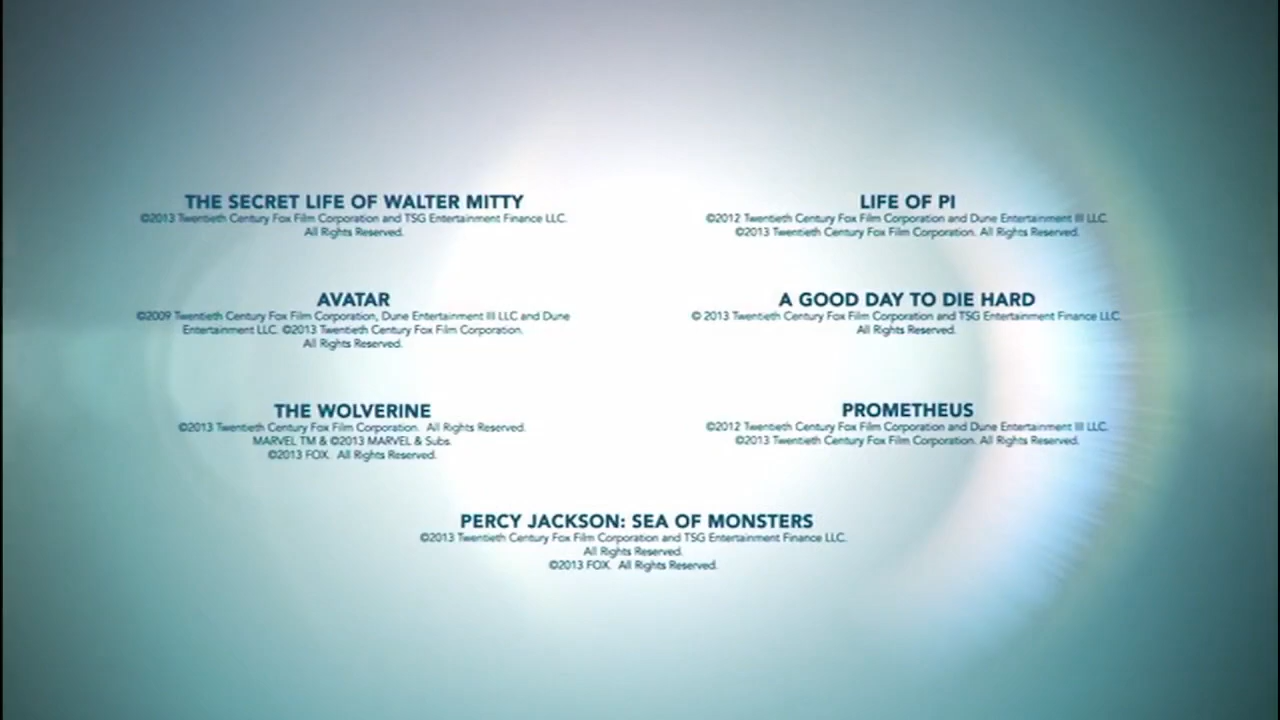 THE SECRET LIFE OF WALTER MITTY
©2013 Twentieth Century Fox Film Corporation and TSG Entertainment Finance LLC.
All Rights Reserved.
LIFE OF PI
©2012 Twentieth Century Fox Film Corporation and Dune Entertainment III LLC.
©2013 Twentieth Century Fox Film Corporation. All Rights Reserved.
AVATAR
©2009 Twentieth Century Fox Film Corporation, Dune Entertainment III LLC and Dune
Entertainment LLC. ©2013 Twentieth Century Fox Film Corporation.
All Rights Reserved.
A GOOD DAY TO DIE HARD
© 2013 Twentieth Century Fox Film Corporation and TSG Entertainment Finance LLC.
All Rights Reserved.
THE WOLVERINE
©2013 Twentieth Century Fox Film Corporation. All Rights Reserved.
MARVEL TM & ©2013 MARVEL & Subs.
©2013 FOX. All Rights Reserved.
PROMETHEUS
©2012 Twentieth Century Fox Film Corporation and Dune Entertainment III LLC.
©2013 Twentieth Century Fox Film Corporation. All Rights Reserved.
PERCY JACKSON: SEA OF MONSTERS
©2013 Twentieth Century Fox Film Corporation and TSG Entertainment Finance LLC.
All Rights Reserved.
©2013 FOX. All Rights Reserved.